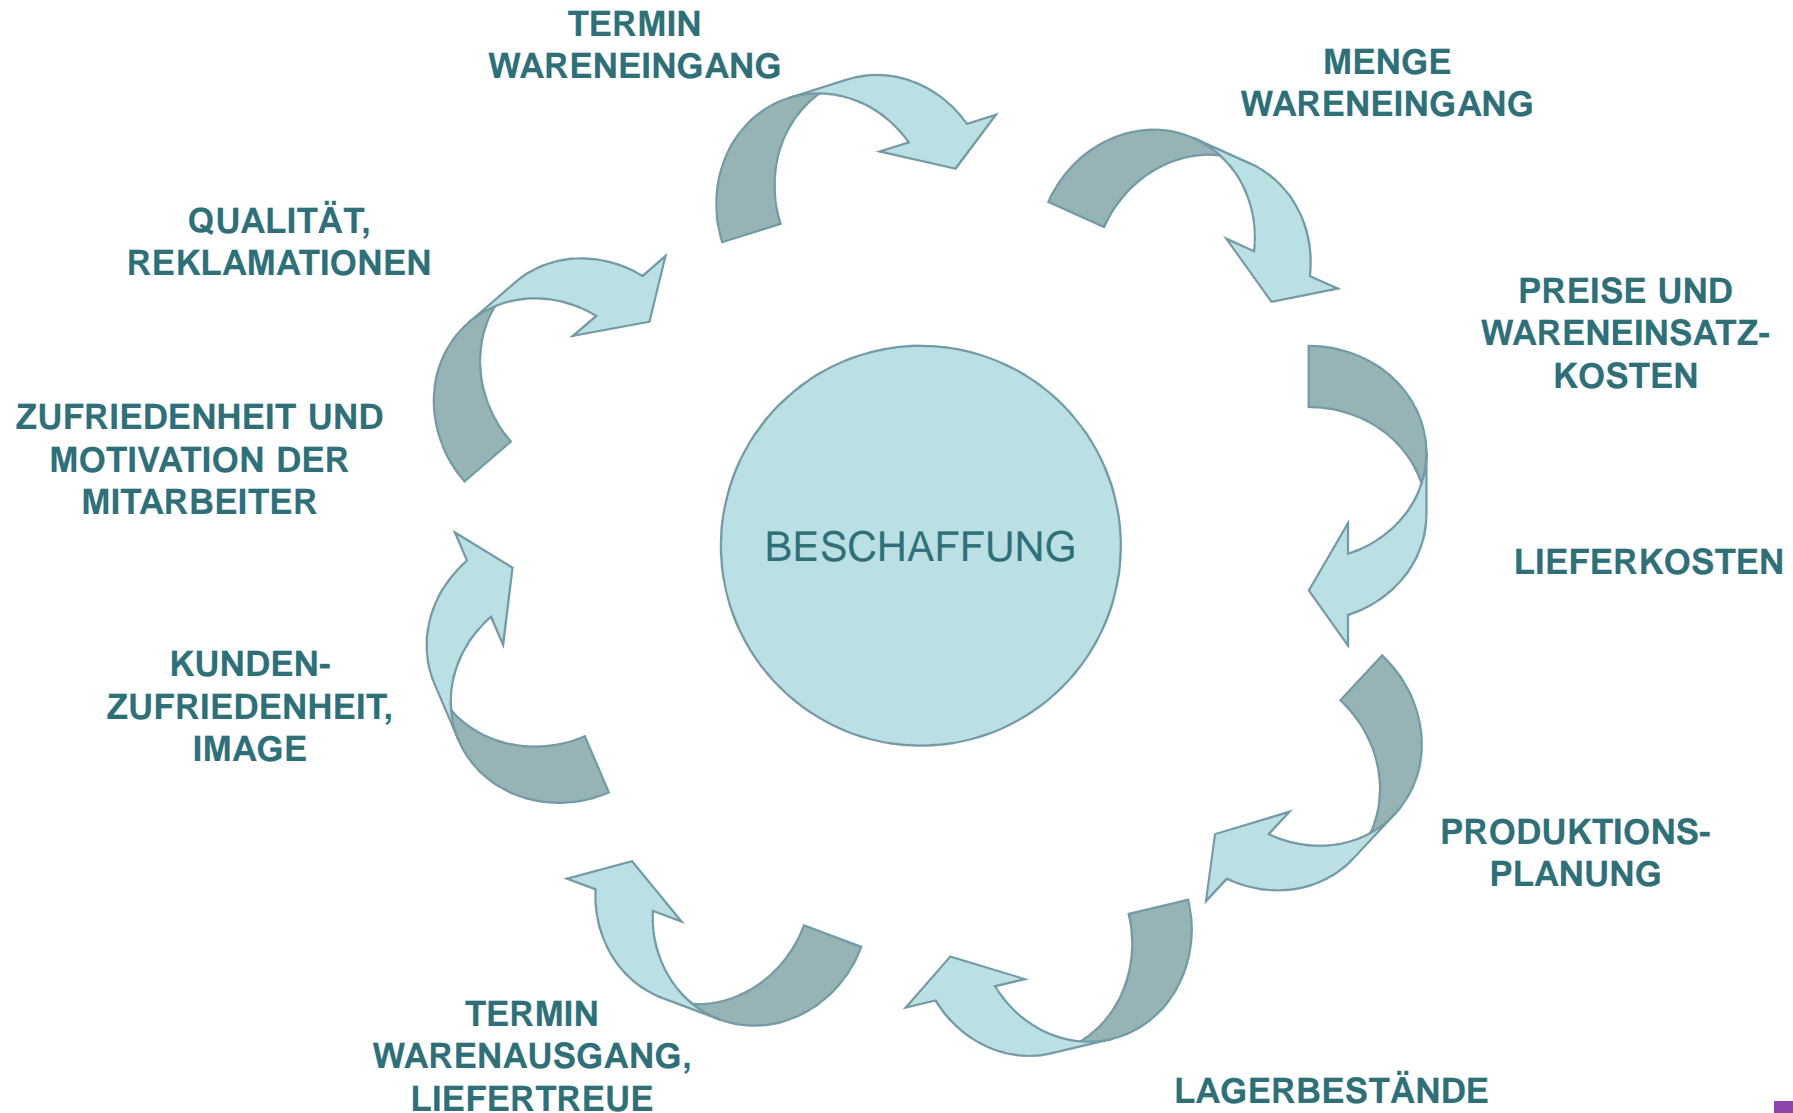 TERMIN
WARENEINGANG
MENGE
WARENEINGANG
PREISE UND
WARENEINSATZ-
KOSTEN
LIEFERKOSTEN
PRODUKTIONS-
PLANUNG
LAGERBESTÄNDE
TERMIN
WARENAUSGANG,
LIEFERTREUE
KUNDEN-
ZUFRIEDENHEIT,
IMAGE
ZUFRIEDENHEIT UND
MOTIVATION DER
MITARBEITER
QUALITÄT,
REKLAMATIONEN
BESCHAFFUNG